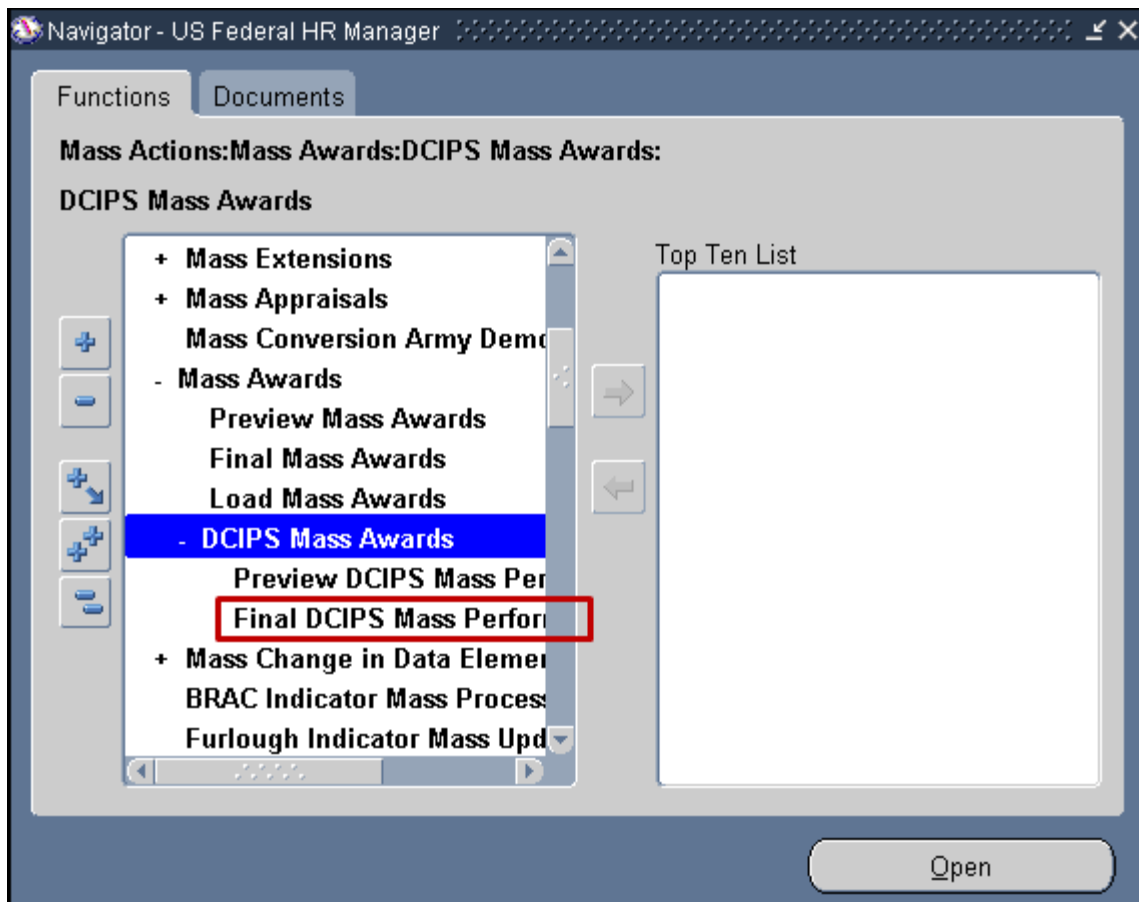 Navigator - US Federal HR Manager
Functions
Documents
Mass Actions:Mass Awards:DCIPS Mass Awards:
DCIPS Mass Awards
+ Mass Extensions
+ Mass Appraisals
Mass Conversion Army Demo
- Mass Awards
Preview Mass Awards
Final Mass Awards
Load Mass Awards
- DCIPS Mass Awards
Preview DCIPS Mass Per
Final DCIPS Mass Perfor
+ Mass Change in Data Elemen
BRAC Indicator Mass Process
Furlough Indicator Mass Upd
Top Ten List
Open